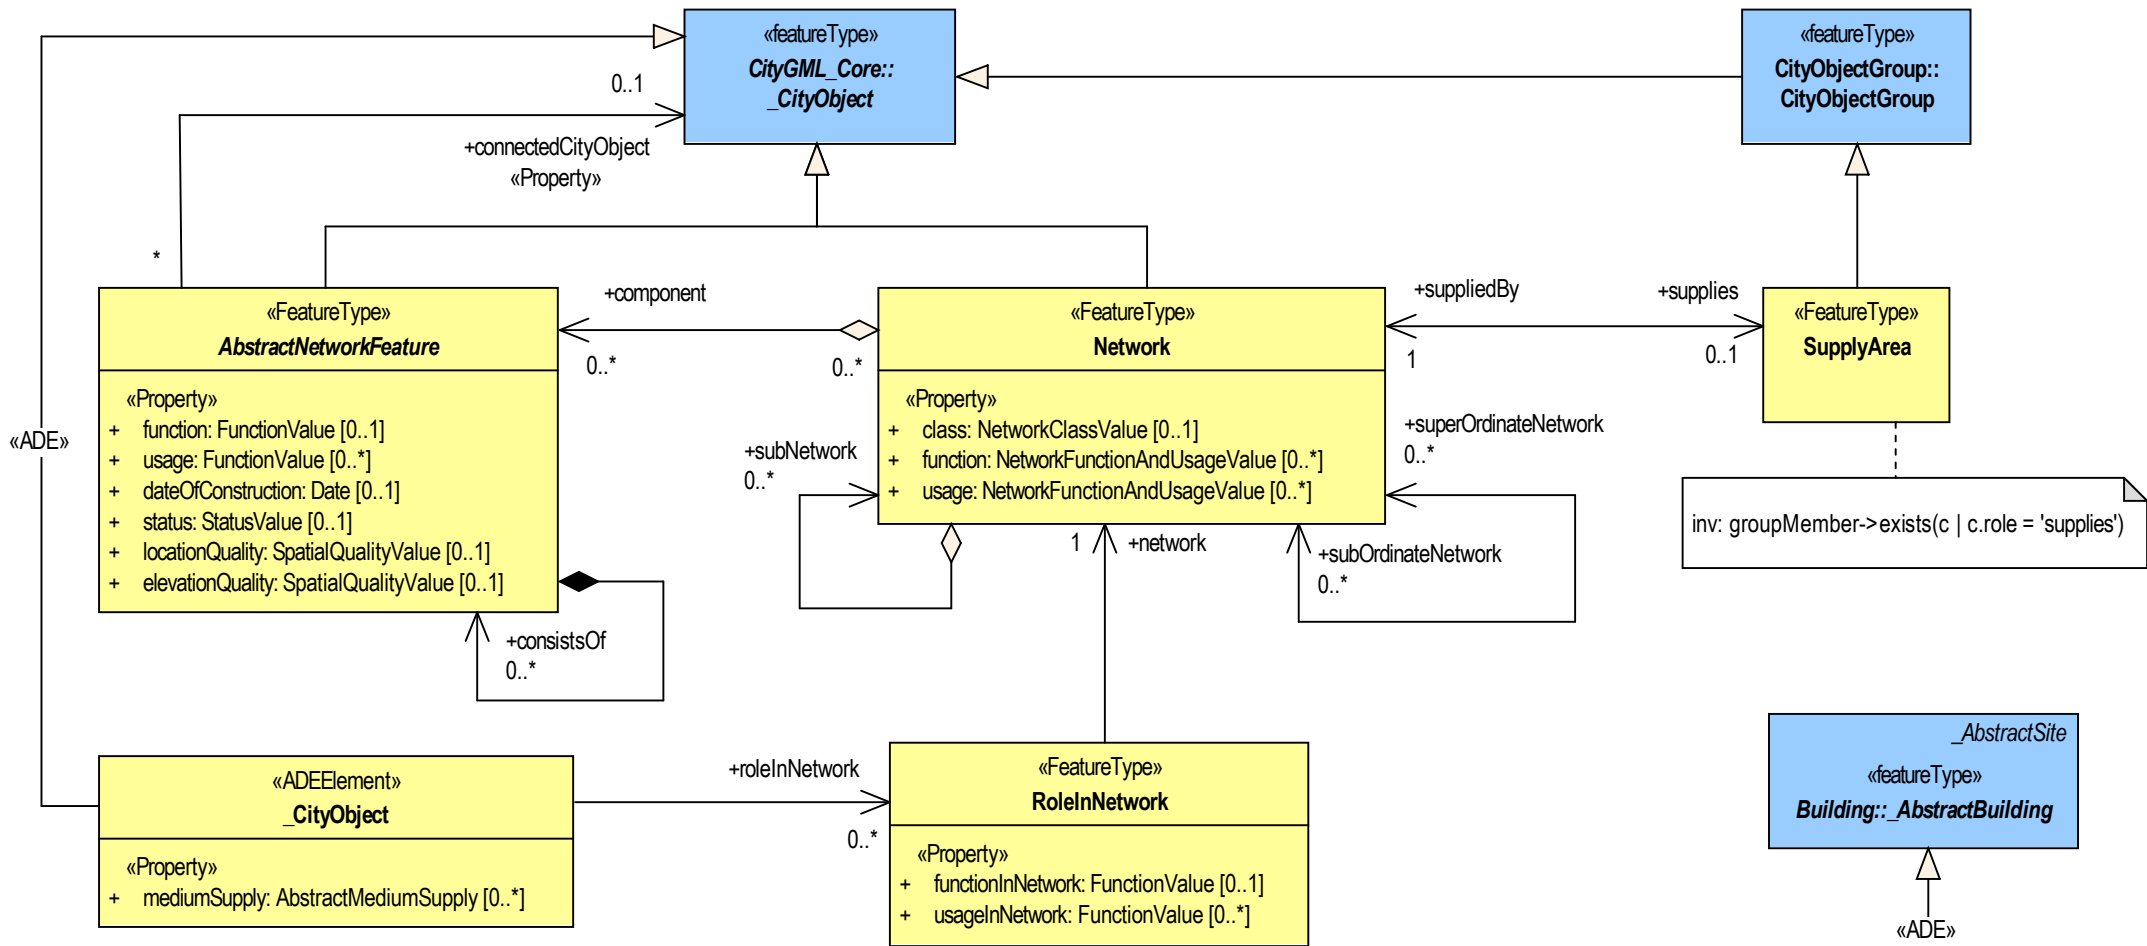 «featureType»
CityGML_Core::
_CityObject
«featureType»
CityObjectGroup::
CityObjectGroup
0..1
+connectedCityObject
«Property»
*
«ADE»
«FeatureType»
AbstractNetworkFeature
«Property»
+ function: FunctionValue [0..1]
+ usage: FunctionValue [0..*]
+ dateOfConstruction: Date [0..1]
+ status: StatusValue [0..1]
+ locationQuality: SpatialQualityValue [0..1]
+ elevationQuality: SpatialQualityValue [0..1]
+component
0..*
0..*
«FeatureType»
Network
«Property»
+ class: NetworkClassValue [0..1]
+ function: NetworkFunctionAndUsageValue [0..*]
+ usage: NetworkFunctionAndUsageValue [0..*]
+suppliedBy
1
+supplies
0..1
«FeatureType»
SupplyArea
+subNetwork
0..*
+superOrdinateNetwork
0..*
inv: groupMember->exists(c | c.role = 'supplies')
1
+network
+subOrdinateNetwork
0..*
+consistsOf
0..*
«ADEElement»
_CityObject
«Property»
+ mediumSupply: AbstractMediumSupply [0..*]
+roleInNetwork
0..*
«FeatureType»
RoleInNetwork
«Property»
+ functionInNetwork: FunctionValue [0..1]
+ usageInNetwork: FunctionValue [0..*]
_AbstractSite
«featureType»
Building::_AbstractBuilding
«ADE»